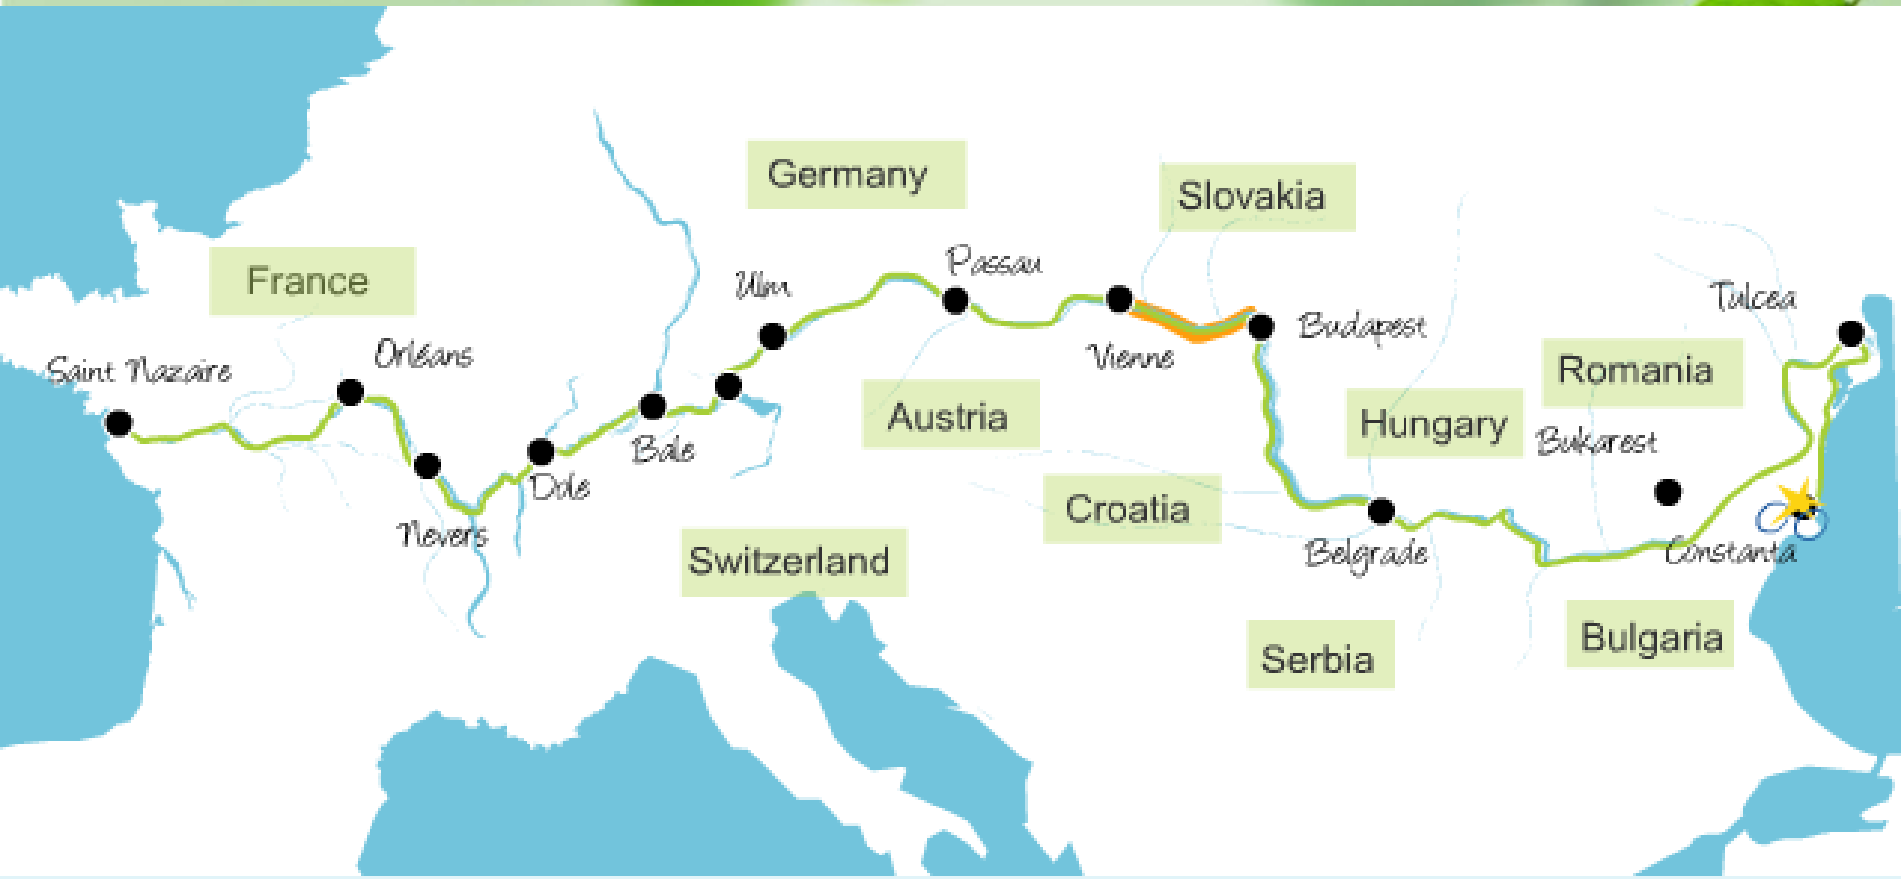 Germany
Slovakia
Passau
France
Ulm
Tulcea
Budapest
Orléans
Vienne
Saint Nazaire
Romania
Austria
Hungary
Bukarest
Bale
Dole
Croatia
Nevers
Belgrade
Constanta
Switzerland
Bulgaria
Serbia